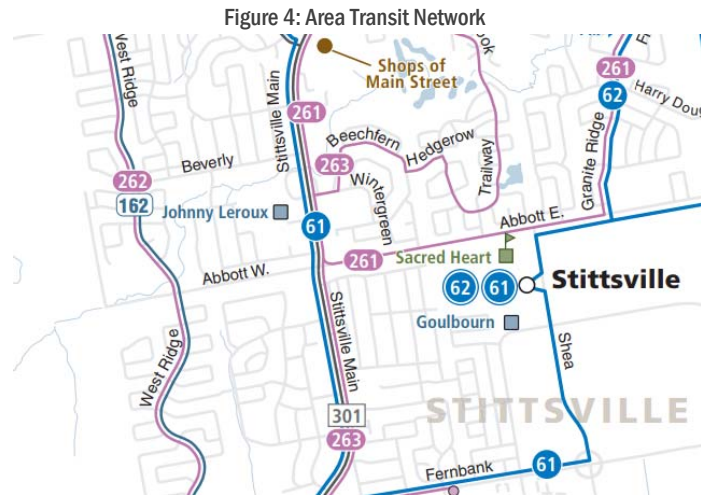 Figure 4: Area Transit Network
West Ridge
Shops of
Main Street
261
62
Harry
Stittsville Main
261
Beechfern
Hedgerow
Trailway
Granite Ridge
Beverly
263
Wintergreen
262
162
Johnny Leroux
61
Abbott E.
261
Sacred Heart
Abbott W.
62
61
Stittsville
Goulbourn
Stittsville Main
Shea
West Ridge
301
STITTSVILLE
263
Fernbank
61